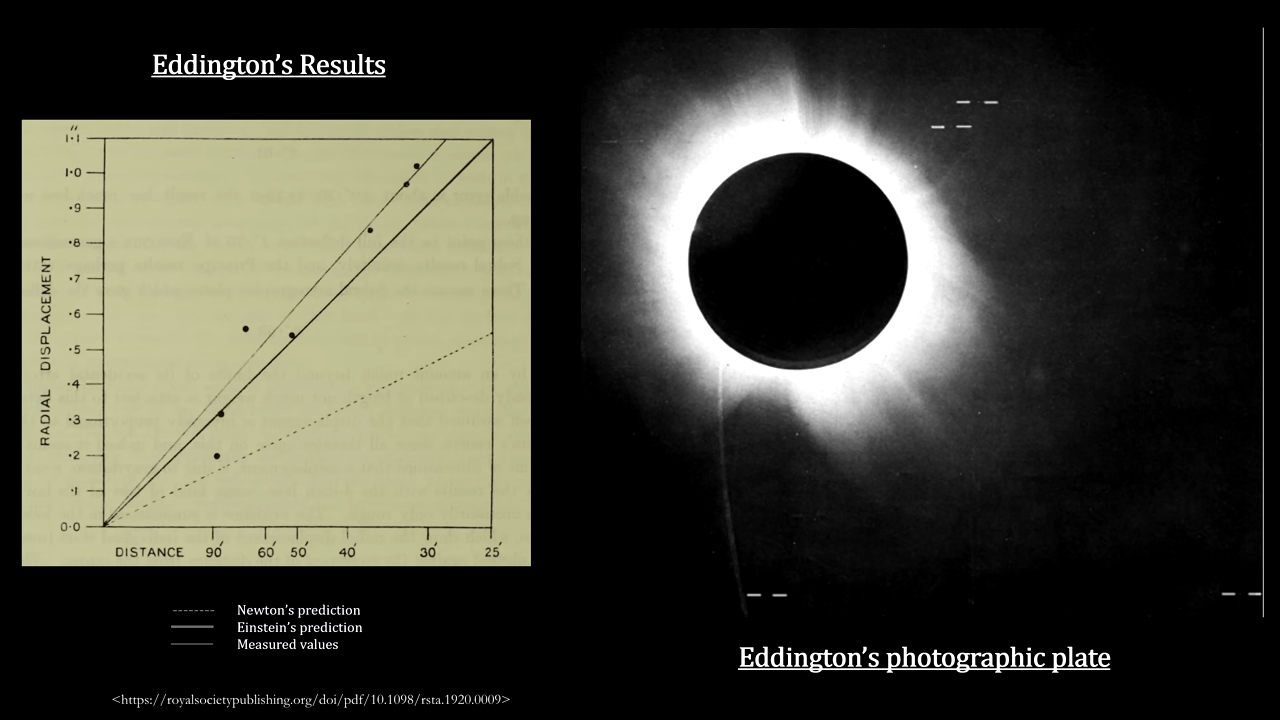 Eddington's Results
″
1·1
1·0
·9
·8
·7
·6
·5
·4
·3
·2
·1
0·0
RADIAL DISPLACEMENT
DISTANCE 90′ 60′ 50′ 40′ 30′ 25′
Newton's prediction
Einstein's prediction
Measured values
<https://royalsocietypublishing.org/doi/pdf/10.1098/rsta.1920.0009>
Eddington's photographic plate